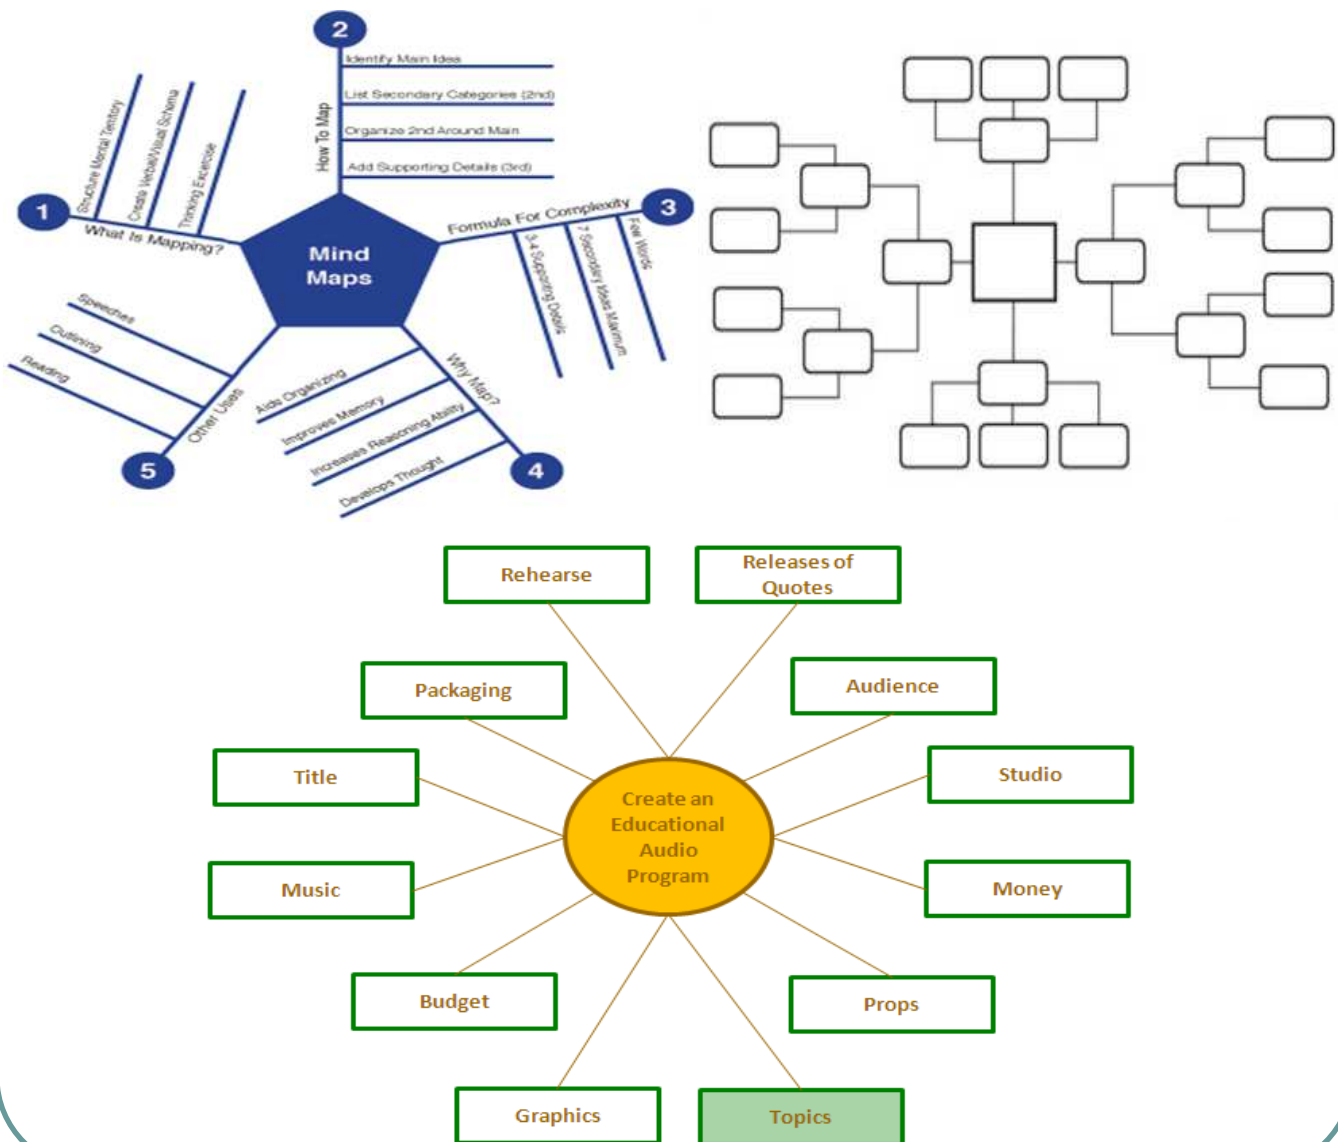 2
Identify Main Idea
List Secondary Categories (2nd)
Organize 2nd Around Main
Add Supporting Details (3rd)
How To Map
1
Structure Mental Territory
Create Verbal/Visual Schema
Thinking Excercise
What Is Mapping?
3
Formula For Complexity
3-4 Supporting Details
7 Secondary Ideas Maximum
Few Words
Mind
Maps
5
Speeches
Outlining
Reading
Other Uses
4
Why Map?
Aids Organizing
Improves Memory
Increases Reasoning Ability
Develops Thought
Rehearse
Releases of
Quotes
Packaging
Audience
Title
Studio
Create an
Educational
Audio
Program
Music
Money
Budget
Props
Graphics
Topics